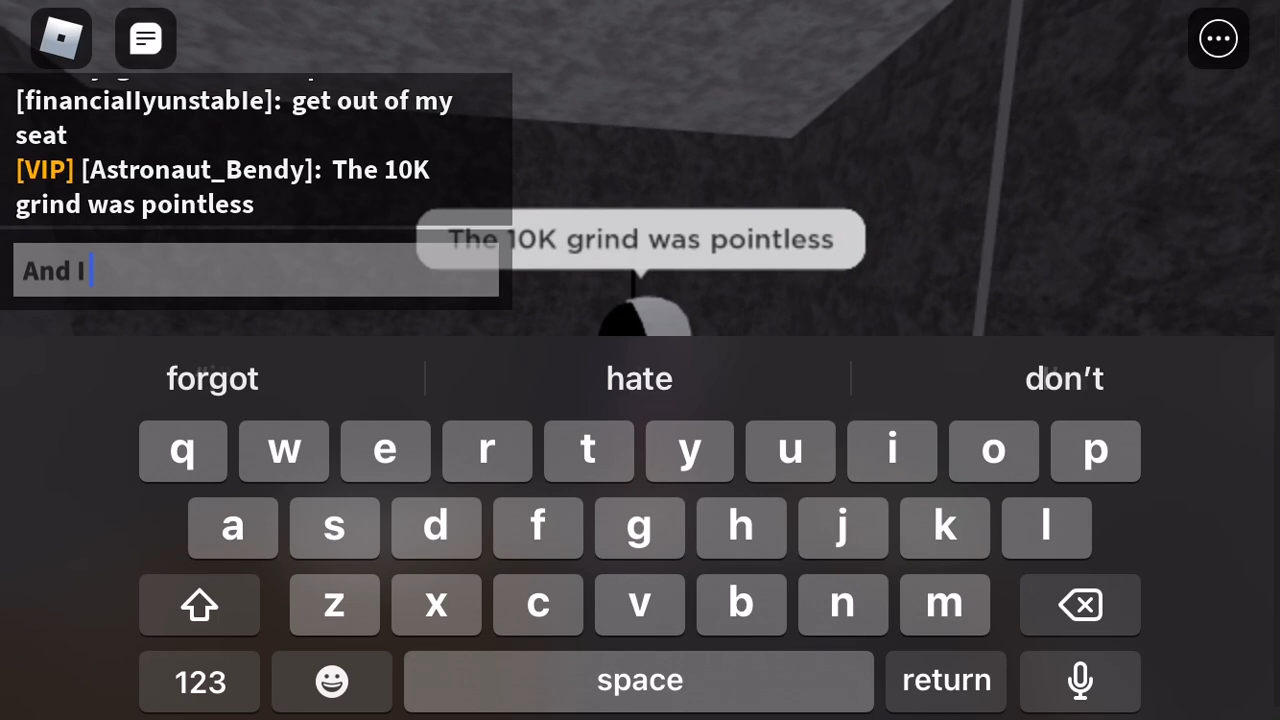 [financiallyunstable]: get out of my
seat
[VIP] [Astronaut_Bendy]: The 10K
grind was pointless
The 10K grind was pointless
And I
forgot hate don't
q w e r t y u i o p
a s d f g h j k l
z x c v b n m
123 space return